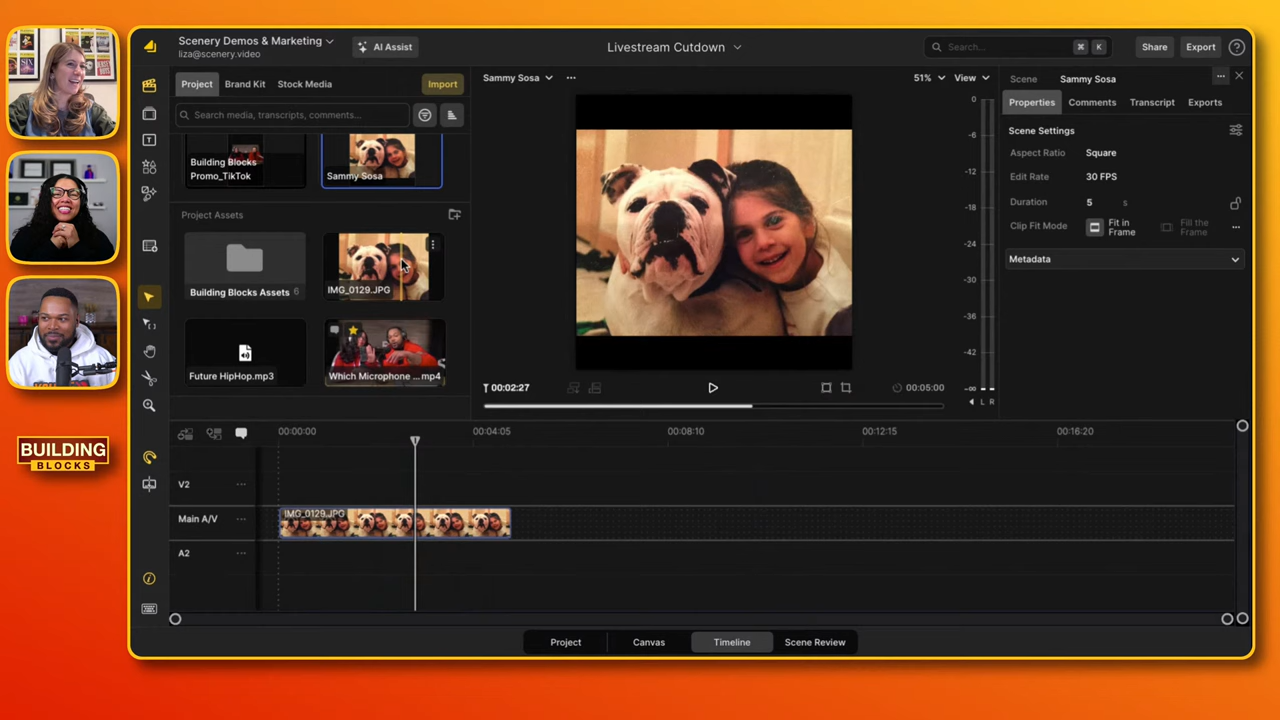 Scenery Demos & Marketing
liza@scenery.video
AI Assist
Livestream Cutdown
Search...
⌘ K
Share
Export
?
Project
Brand Kit
Stock Media
Import
Search media, transcripts, comments...
Building Blocks
Promo_TikTok
Sammy Sosa
Project Assets
Building Blocks Assets 6
IMG_0129.JPG
Future HipHop.mp3
Which Microphone ...mp4
Sammy Sosa
51%
View
0
-6
-12
-18
-24
-30
-36
-42
-∞
L R
00:02:27
00:05:00
Scene
Sammy Sosa
Properties
Comments
Transcript
Exports
Scene Settings
Aspect Ratio Square
Edit Rate 30 FPS
Duration 5 s
Clip Fit Mode Fit in Frame Fill the Frame
Metadata
00:00:00
00:04:05
00:08:10
00:12:15
00:16:20
V2
Main A/V
IMG_0129.JPG
A2
Project
Canvas
Timeline
Scene Review
BUILDING
BLOCKS